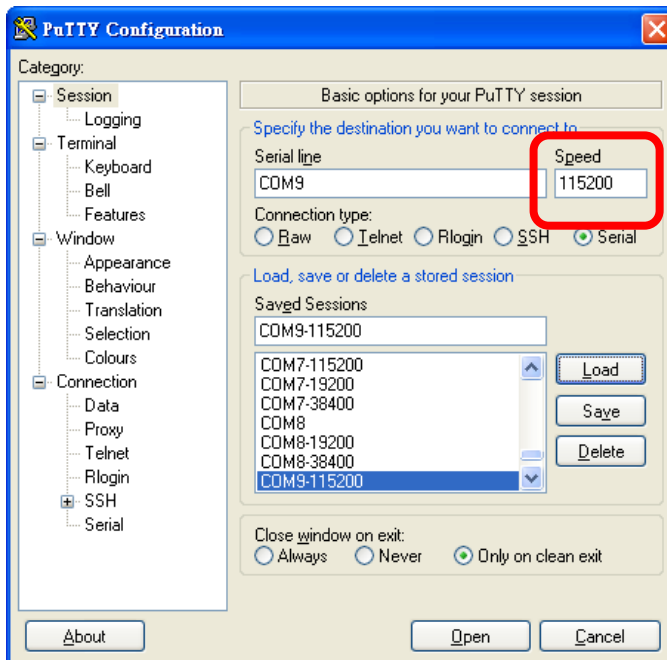 PuTTY Configuration
Category:
Session
Logging
Terminal
Keyboard
Bell
Features
Window
Appearance
Behaviour
Translation
Selection
Colours
Connection
Data
Proxy
Telnet
Rlogin
SSH
Serial
Basic options for your PuTTY session
Specify the destination you want to connect to
Serial line
Speed
COM9
115200
Connection type:
Raw Telnet Rlogin SSH Serial
Load, save or delete a stored session
Saved Sessions
COM9-115200
COM7-115200
COM7-19200
COM7-38400
COM8
COM8-19200
COM8-38400
COM9-115200
Load
Save
Delete
Close window on exit:
Always Never Only on clean exit
About
Open
Cancel